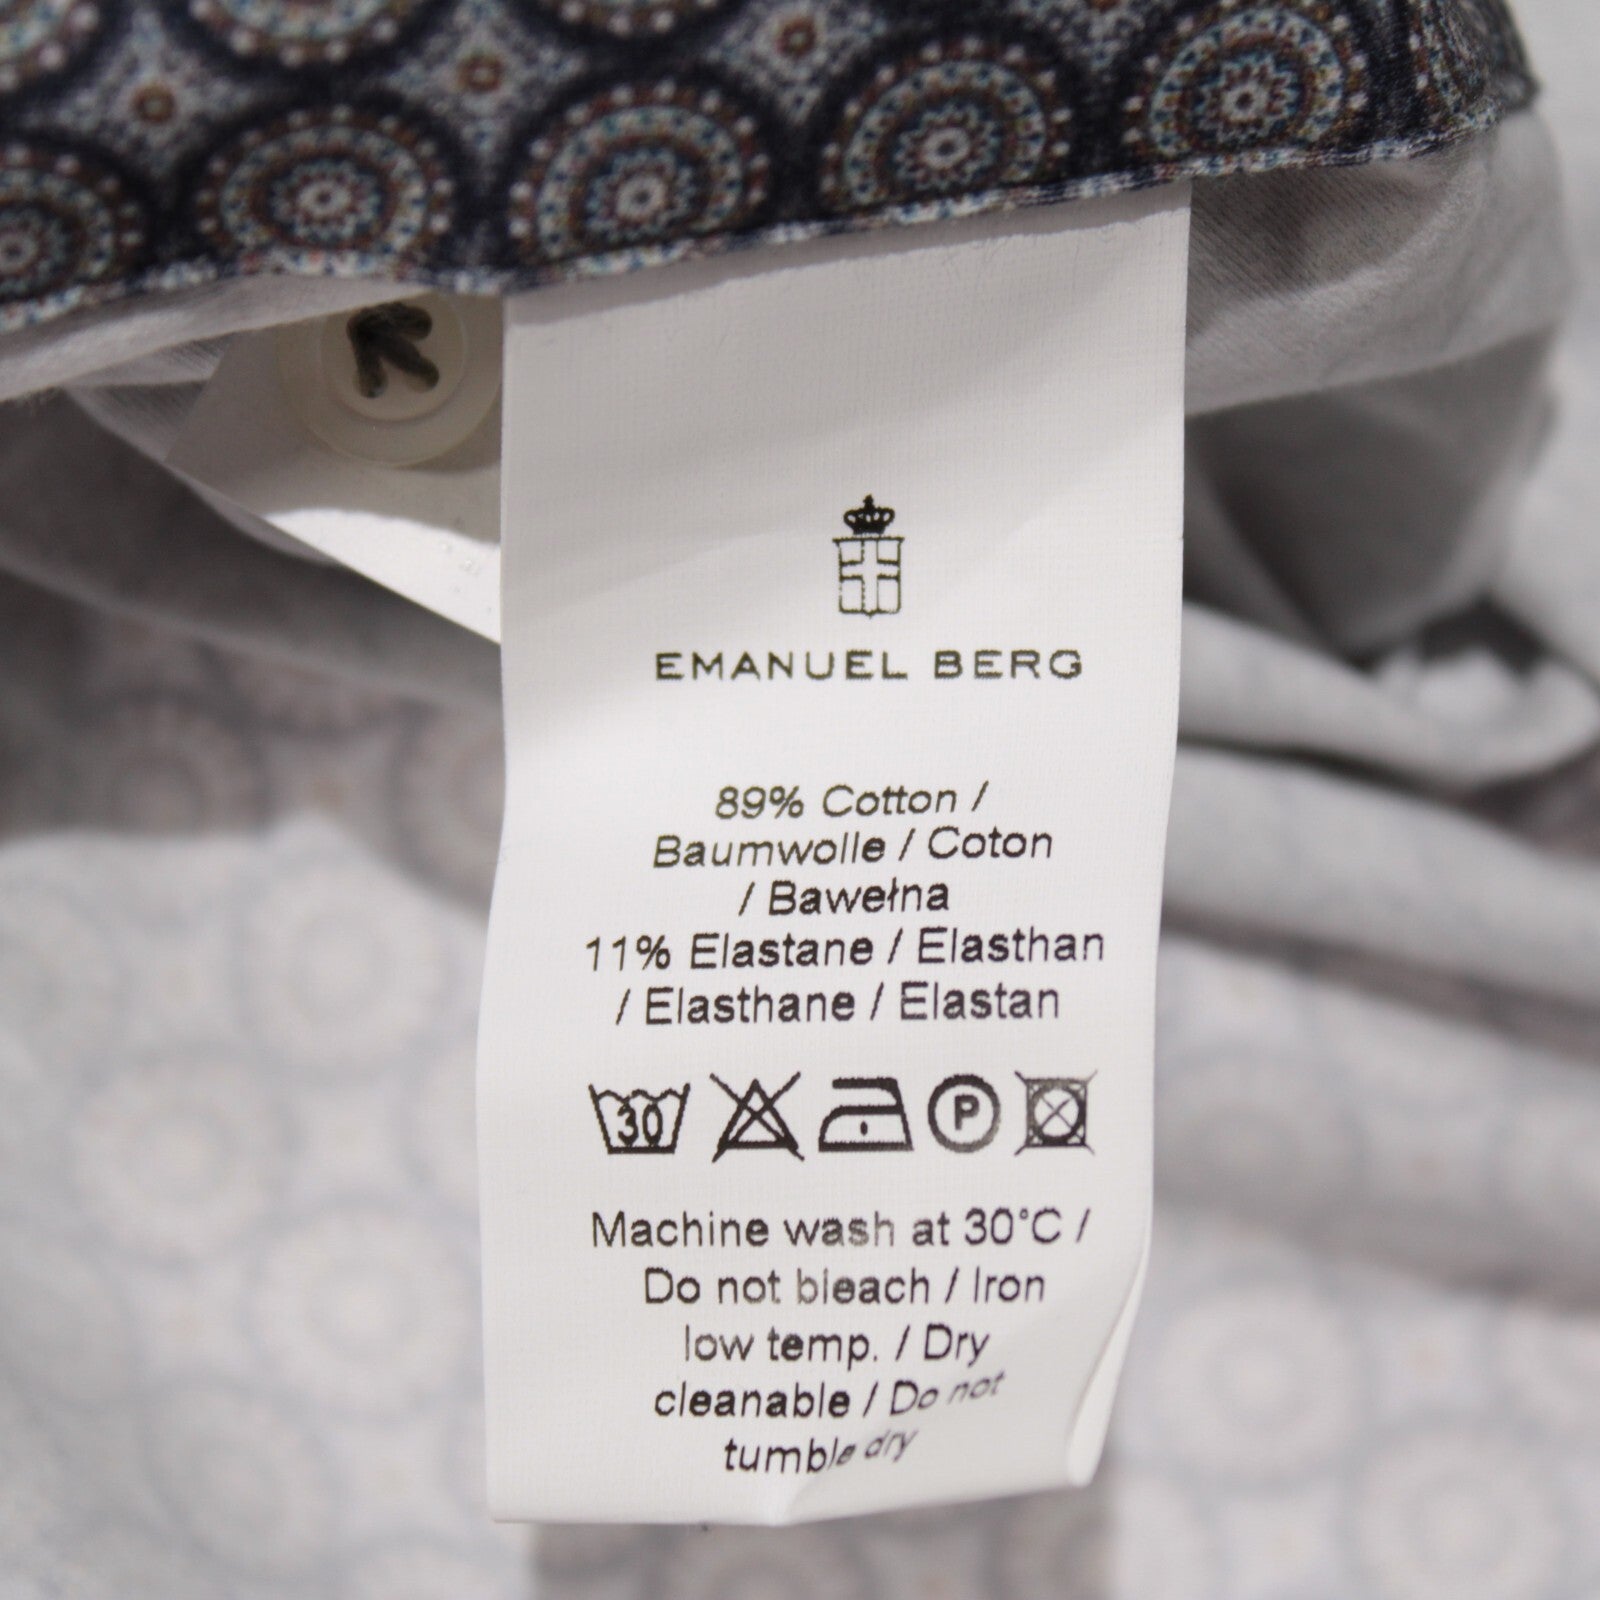 EMANUEL BERG
89% Cotton /
Baumwolle / Coton
/ Bawełna
11% Elastane / Elasthan
/ Elasthane / Elastan
30 P
Machine wash at 30°C /
Do not bleach / Iron
low temp. / Dry
cleanable / Do not
tumble dry